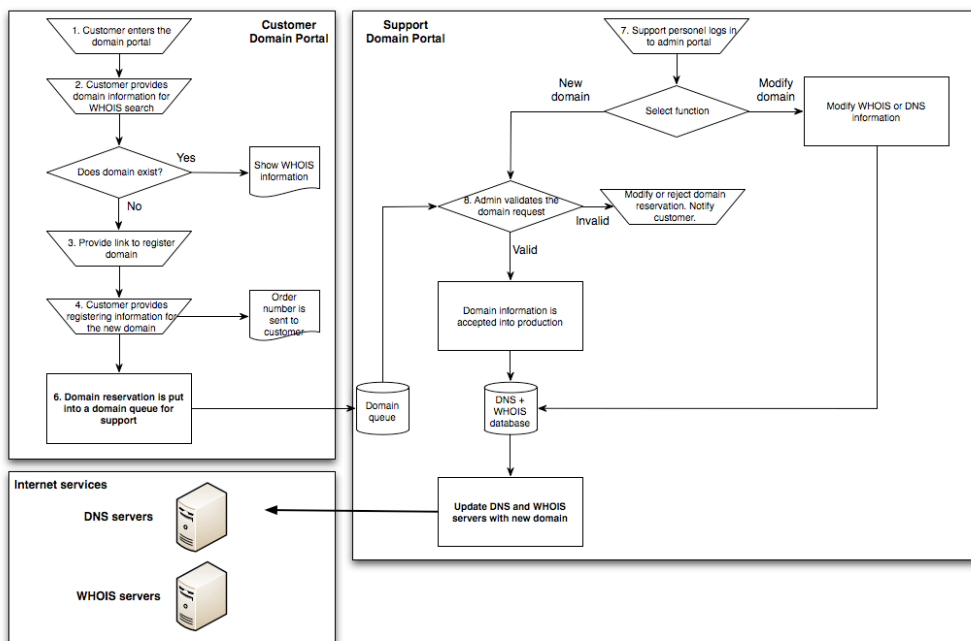 Customer
Domain Portal
1. Customer enters the
domain portal
2. Customer provides
domain information for
WHOIS search
Does domain exist?
Yes
Show WHOIS
information
No
3. Provide link to register
domain
4. Customer provides
registering information for
the new domain
Order
number is
sent to
customer
6. Domain reservation is put
into a domain queue for
support
Support
Domain Portal
7. Support personel logs in
to admin portal
New
domain
Select function
Modify
domain
Modify WHOIS or DNS
information
8. Admin validates the
domain request
Invalid
Modify or reject domain
reservation. Notify
customer.
Valid
Domain information is
accepted into production
Domain
queue
DNS +
WHOIS
database
Update DNS and WHOIS
servers with new domain
Internet services
DNS servers
WHOIS servers